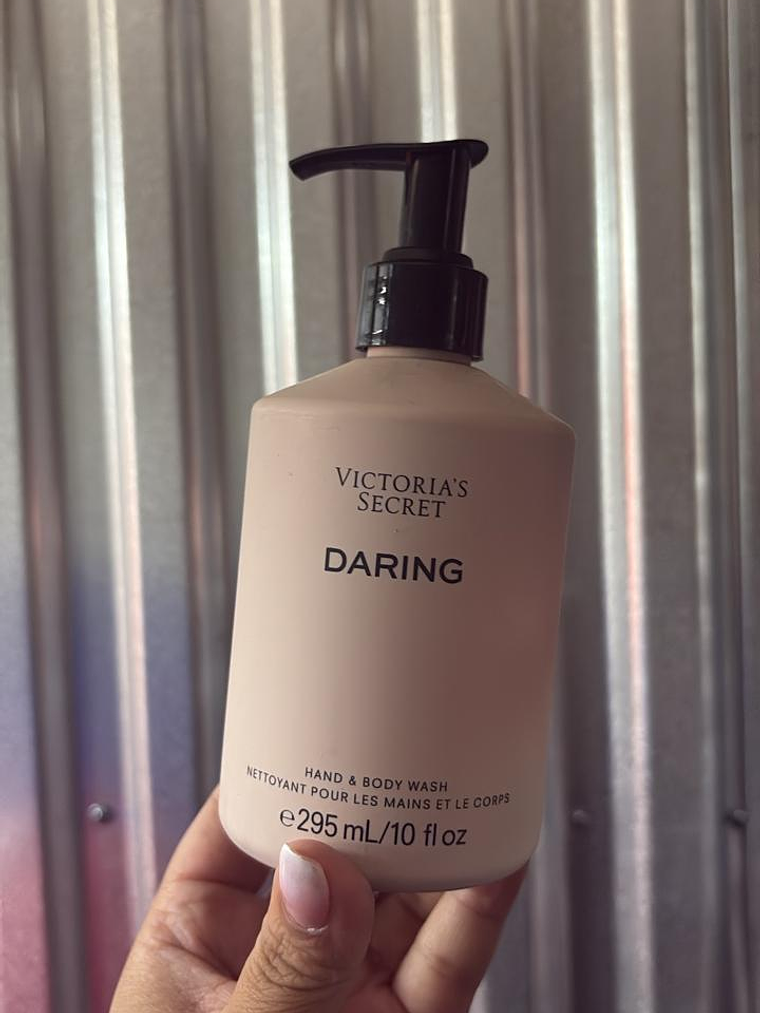 VICTORIA'S
SECRET
DARING
HAND & BODY WASH
NETTOYANT POUR LES MAINS ET LE CORPS
℮295 mL/10 fl oz